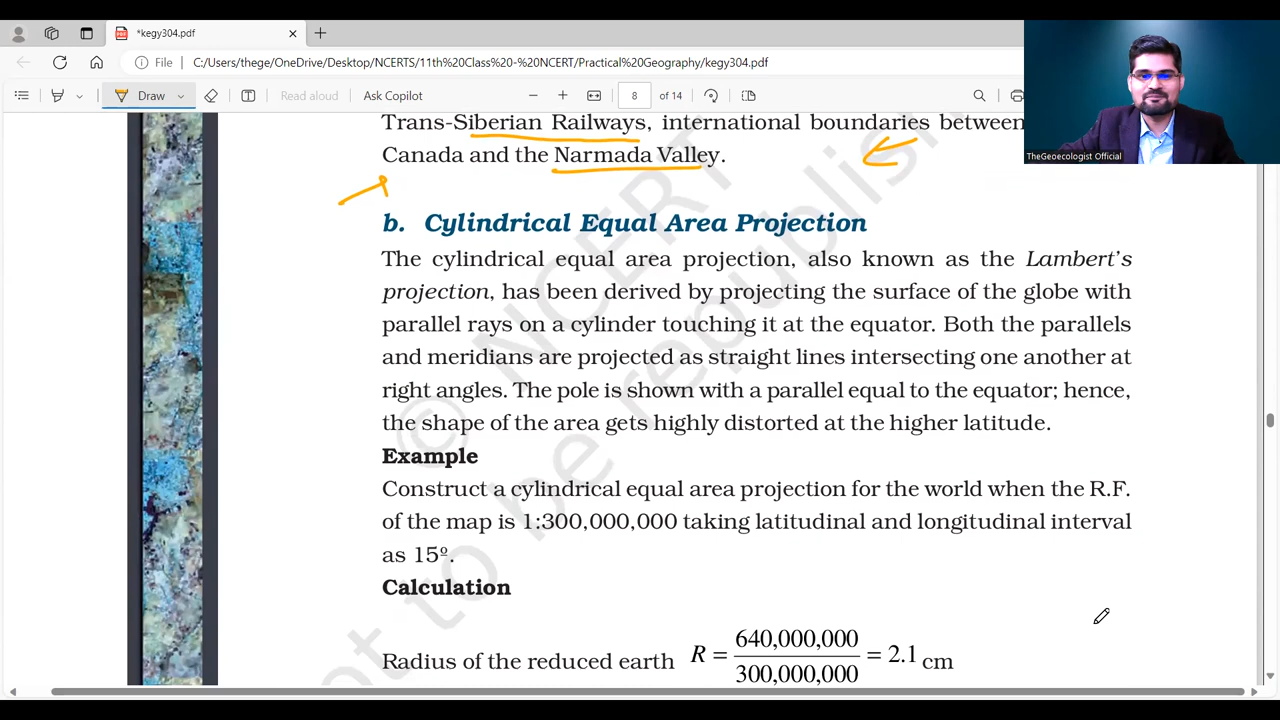 *kegy304.pdf
File C:/Users/thege/OneDrive/Desktop/NCERTS/11th%20Class%20-%20NCERT/Practical%20Geography/kegy304.pdf
Draw Read aloud Ask Copilot 8 of 14
TheGeoecologist Official
Trans-Siberian Railways, international boundaries between
Canada and the Narmada Valley.
b. Cylindrical Equal Area Projection
The cylindrical equal area projection, also known as the Lambert's
projection, has been derived by projecting the surface of the globe with
parallel rays on a cylinder touching it at the equator. Both the parallels
and meridians are projected as straight lines intersecting one another at
right angles. The pole is shown with a parallel equal to the equator; hence,
the shape of the area gets highly distorted at the higher latitude.
Example
Construct a cylindrical equal area projection for the world when the R.F.
of the map is 1:300,000,000 taking latitudinal and longitudinal interval
as 15º.
Calculation
Radius of the reduced earth R = 640,000,000 / 300,000,000 = 2.1 cm
© NCERT
not to be republis